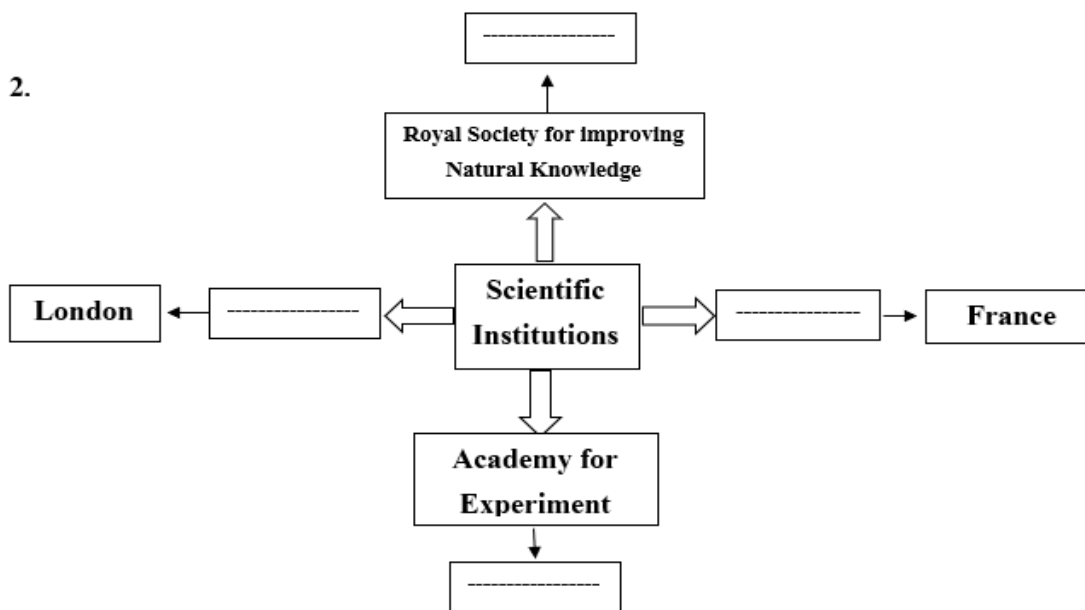 -----------------
2.
Royal Society for improving
Natural Knowledge
London
-----------------
Scientific
Institutions
----------------
France
Academy for
Experiment
-----------------